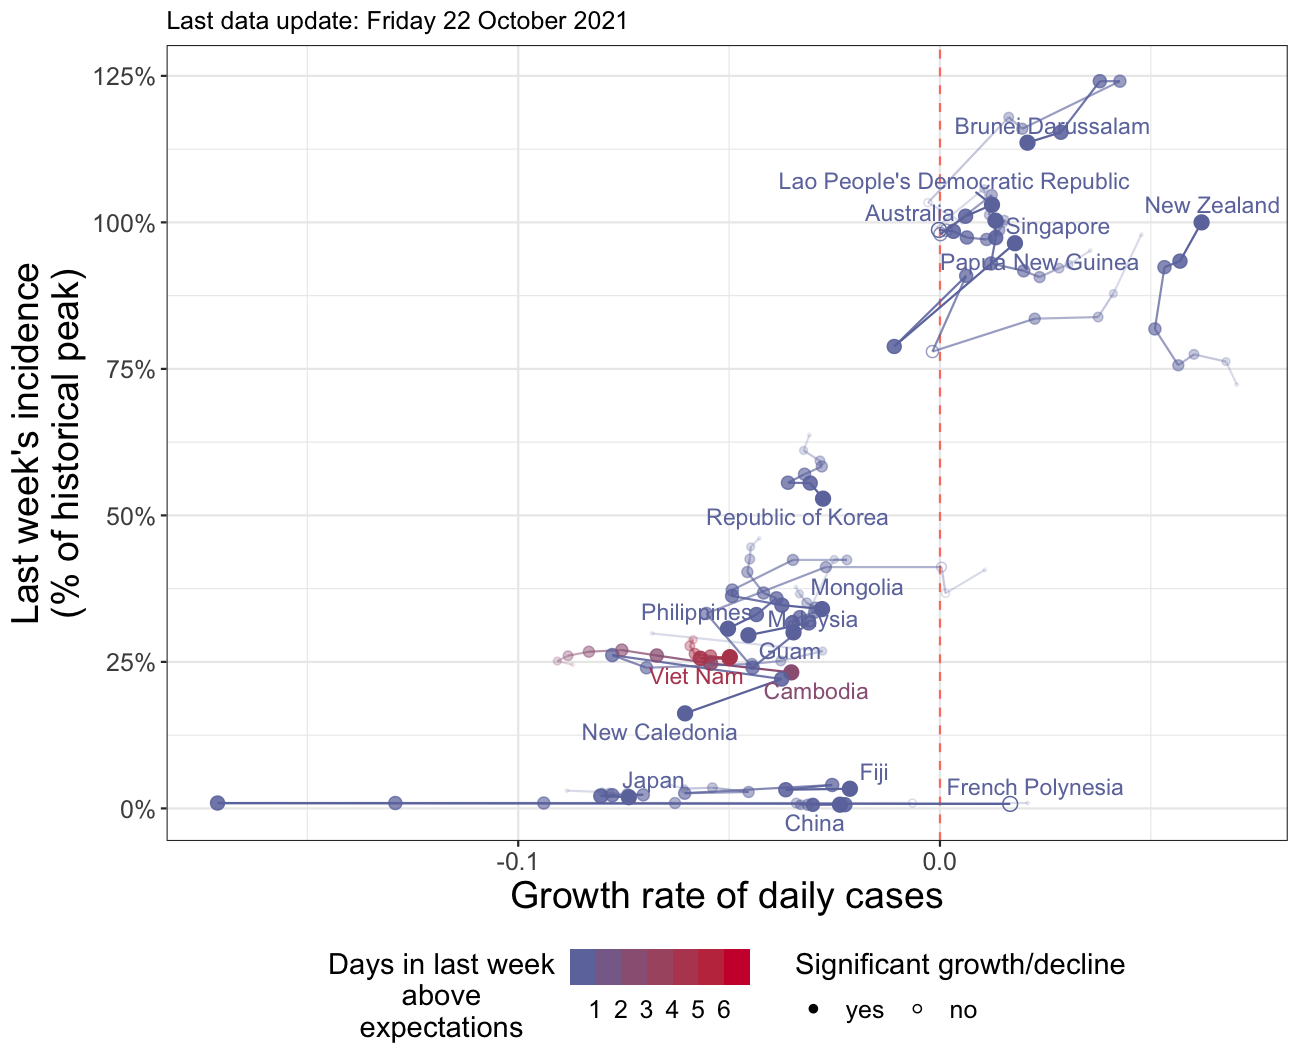 Last data update: Friday 22 October 2021
125%
100%
75%
50%
25%
0%
Last week's incidence
(% of historical peak)
Brunei Darussalam
Lao People's Democratic Republic
New Zealand
Australia
Singapore
Papua New Guinea
Republic of Korea
Mongolia
Philippines
Malaysia
Guam
Viet Nam
Cambodia
New Caledonia
Japan
Fiji
French Polynesia
China
-0.1
0.0
Growth rate of daily cases
Days in last week
above
expectations
1 2 3 4 5 6
Significant growth/decline
yes
no